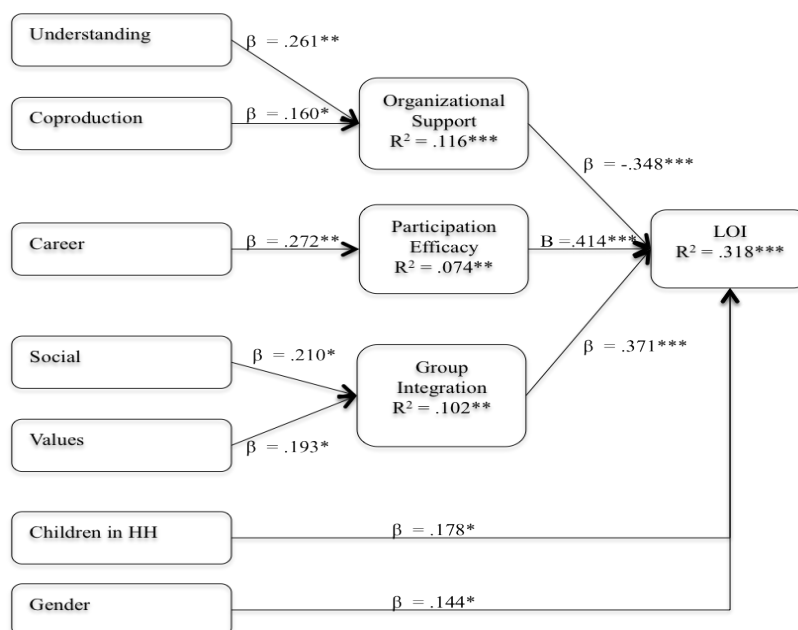 Understanding
β = .261**
Coproduction
β = .160*
Organizational
Support
R² = .116***
β = -.348***
Career
β = .272**
Participation
Efficacy
R² = .074**
B =.414***
LOI
R² = .318***
Social
β = .210*
Group
Integration
R² = .102**
β = .371***
Values
β = .193*
Children in HH
β = .178*
Gender
β = .144*